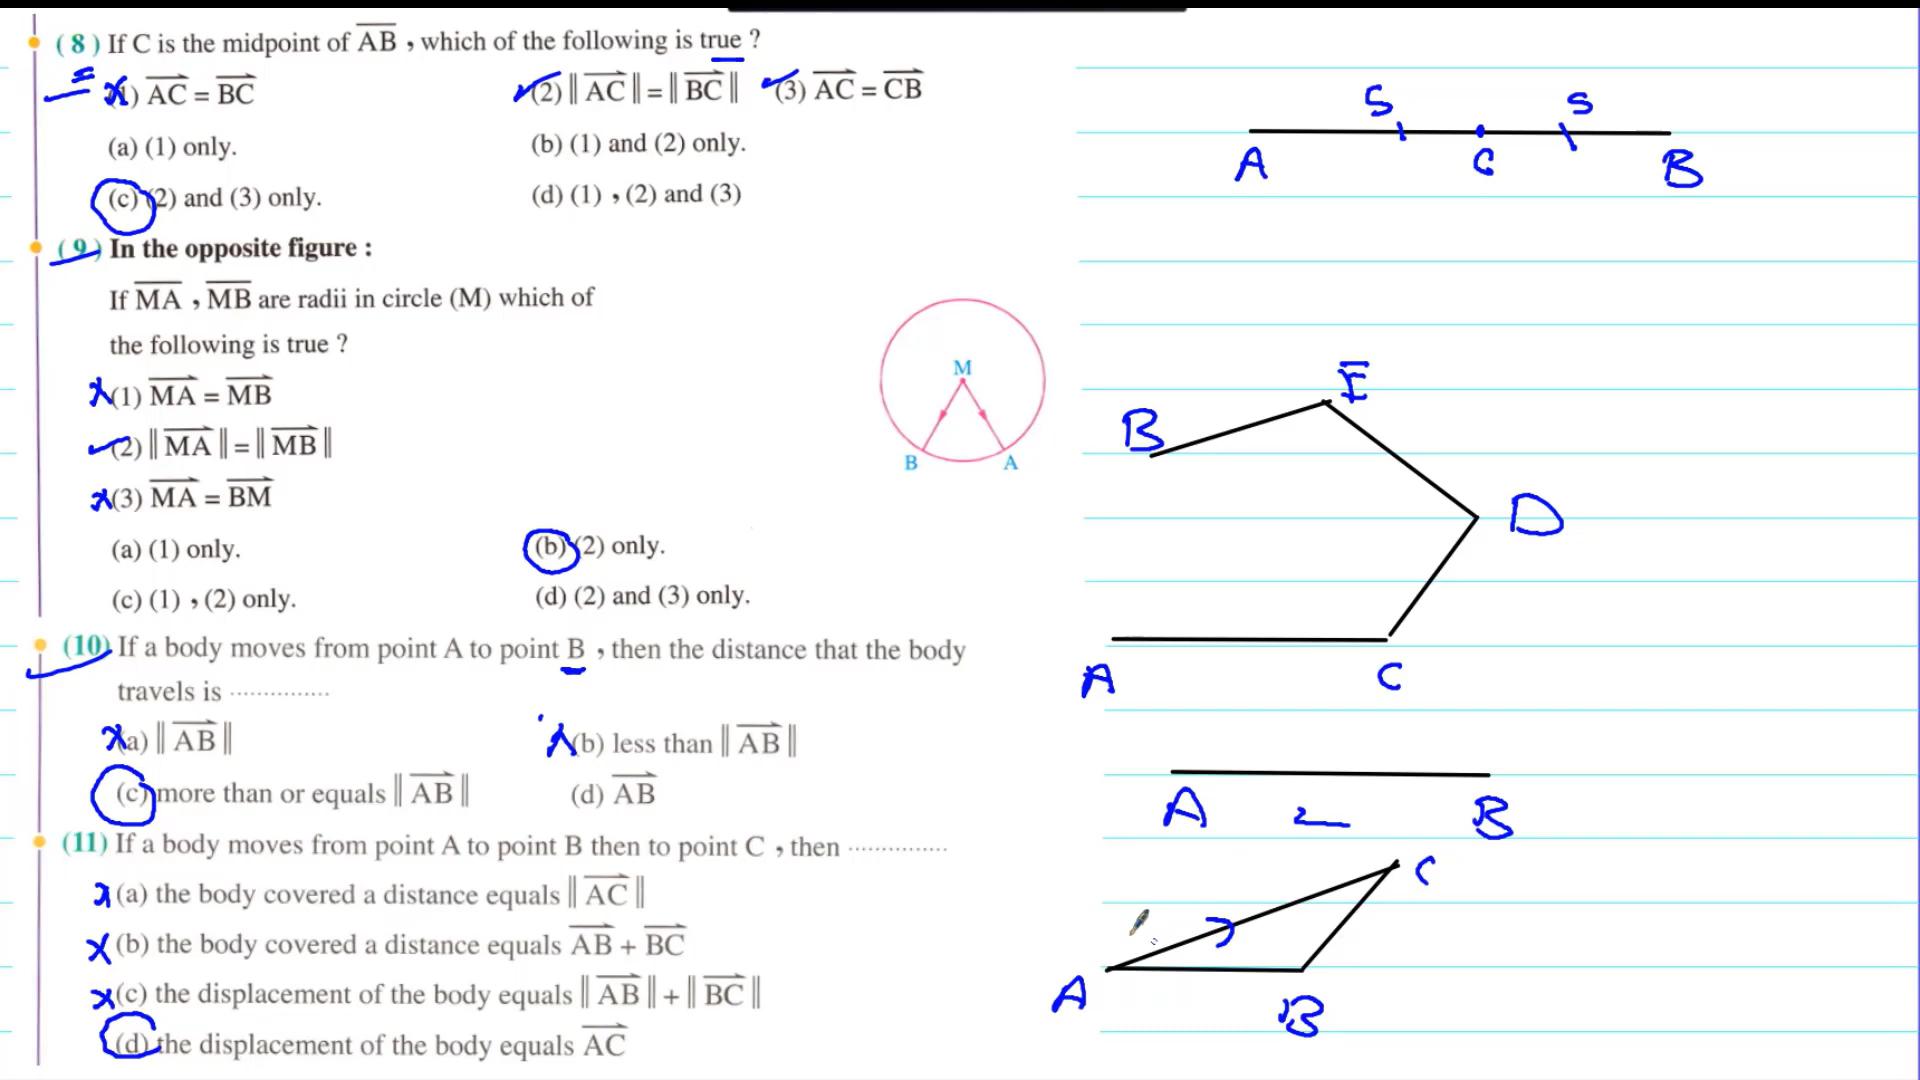 (8) If C is the midpoint of AB , which of the following is true ?
(1) AC = BC (2) || AC || = || BC || (3) AC = CB
(a) (1) only. (b) (1) and (2) only.
(c) (2) and (3) only. (d) (1) , (2) and (3)
S S
A C B
(9) In the opposite figure :
If MA , MB are radii in circle (M) which of
the following is true ?
(1) MA = MB
(2) || MA || = || MB ||
(3) MA = BM
(a) (1) only. (b) (2) only.
(c) (1) , (2) only. (d) (2) and (3) only.
M
B A
E
B
D
A C
(10) If a body moves from point A to point B , then the distance that the body
travels is ...............
(a) || AB || (b) less than || AB ||
(c) more than or equals || AB || (d) AB
A B
(11) If a body moves from point A to point B then to point C , then ...............
(a) the body covered a distance equals || AC ||
(b) the body covered a distance equals AB + BC
(c) the displacement of the body equals || AB || + || BC ||
(d) the displacement of the body equals AC
C
A B